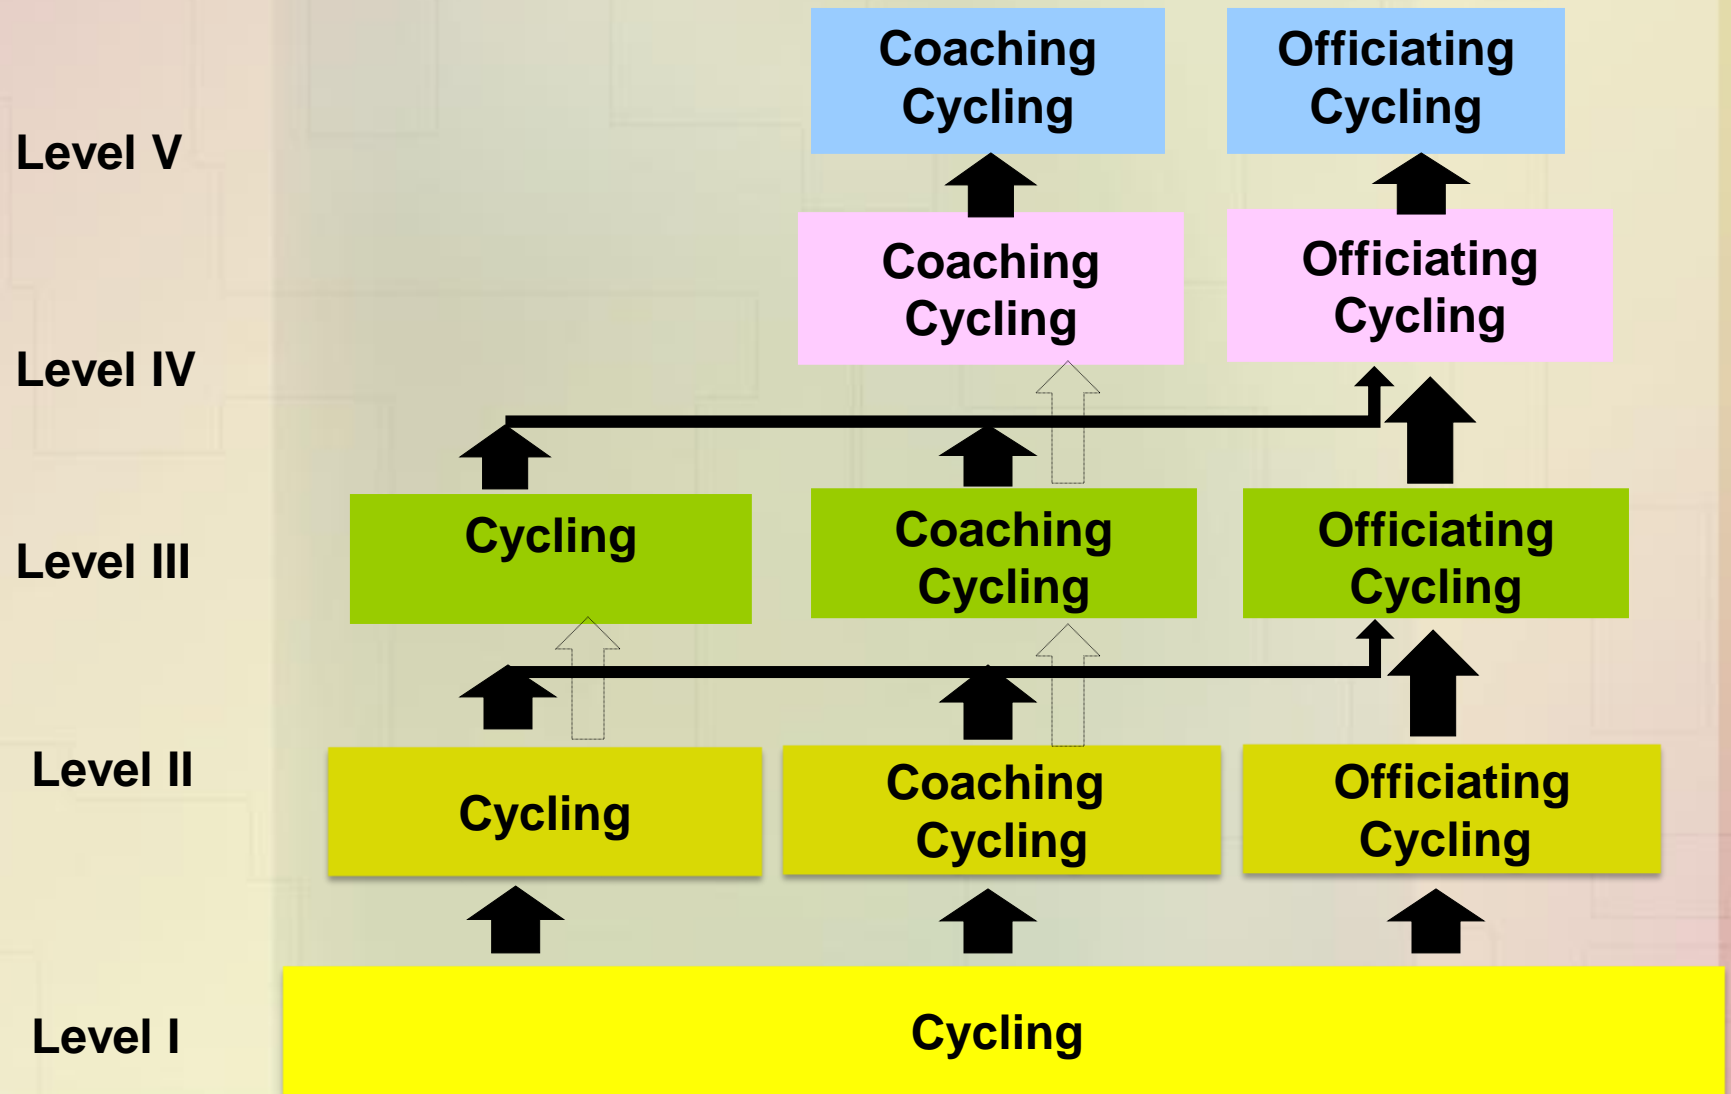 Coaching
Cycling
Officiating
Cycling
Level V
Coaching
Cycling
Officiating
Cycling
Level IV
Cycling
Coaching
Cycling
Officiating
Cycling
Level III
Cycling
Coaching
Cycling
Officiating
Cycling
Level II
Cycling
Level I